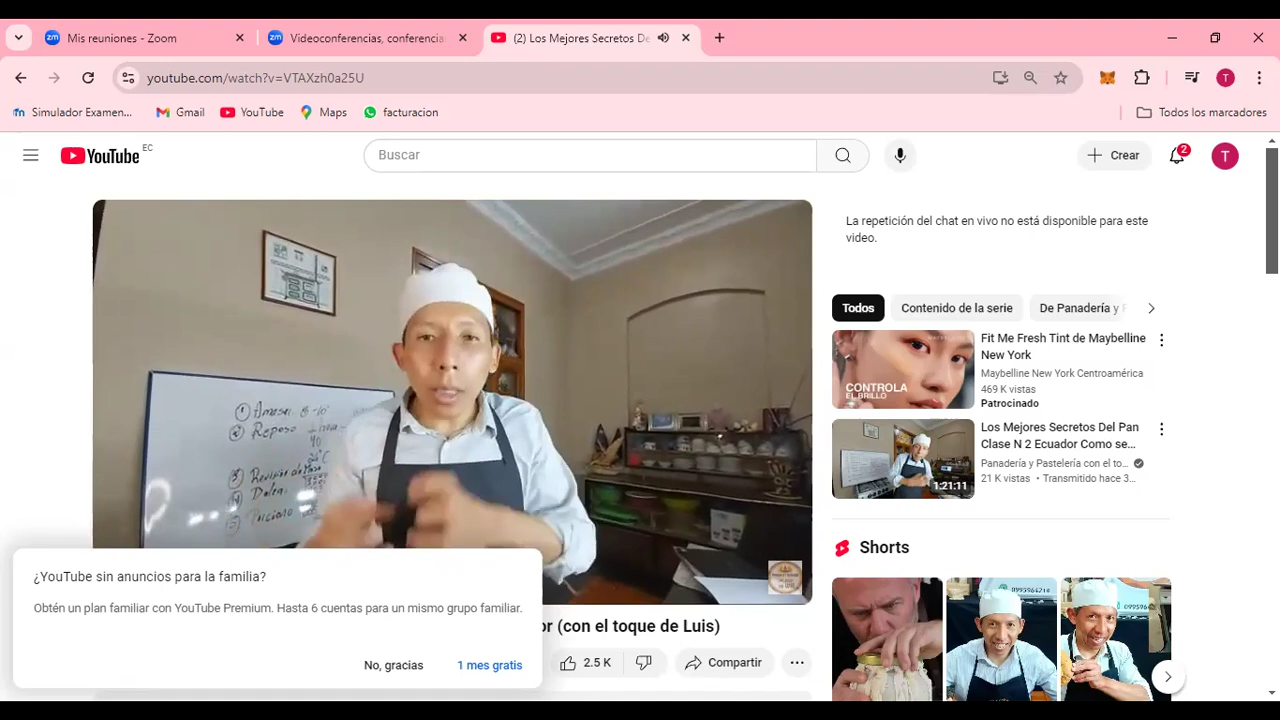 Mis reuniones - Zoom
Videoconferencias, conferencia
(2) Los Mejores Secretos De
youtube.com/watch?v=VTAXzh0a25U
T
Simulador Examen...
Gmail
YouTube
Maps
facturacion
Todos los marcadores
YouTube EC
Buscar
Crear
2
T
La repetición del chat en vivo no está disponible para este
video.
Todos
Contenido de la serie
De Panadería y
Fit Me Fresh Tint de Maybelline
New York
Maybelline New York Centroamérica
469 K vistas
Patrocinado
CONTROLA
EL BRILLO
Los Mejores Secretos Del Pan
Clase N 2 Ecuador Como se...
Panadería y Pastelería con el to...
21 K vistas • Transmitido hace 3...
1:21:11
Reposo
Shorts
¿YouTube sin anuncios para la familia?
Obtén un plan familiar con YouTube Premium. Hasta 6 cuentas para un mismo grupo familiar.
No, gracias
1 mes gratis
or (con el toque de Luis)
2.5 K
Compartir